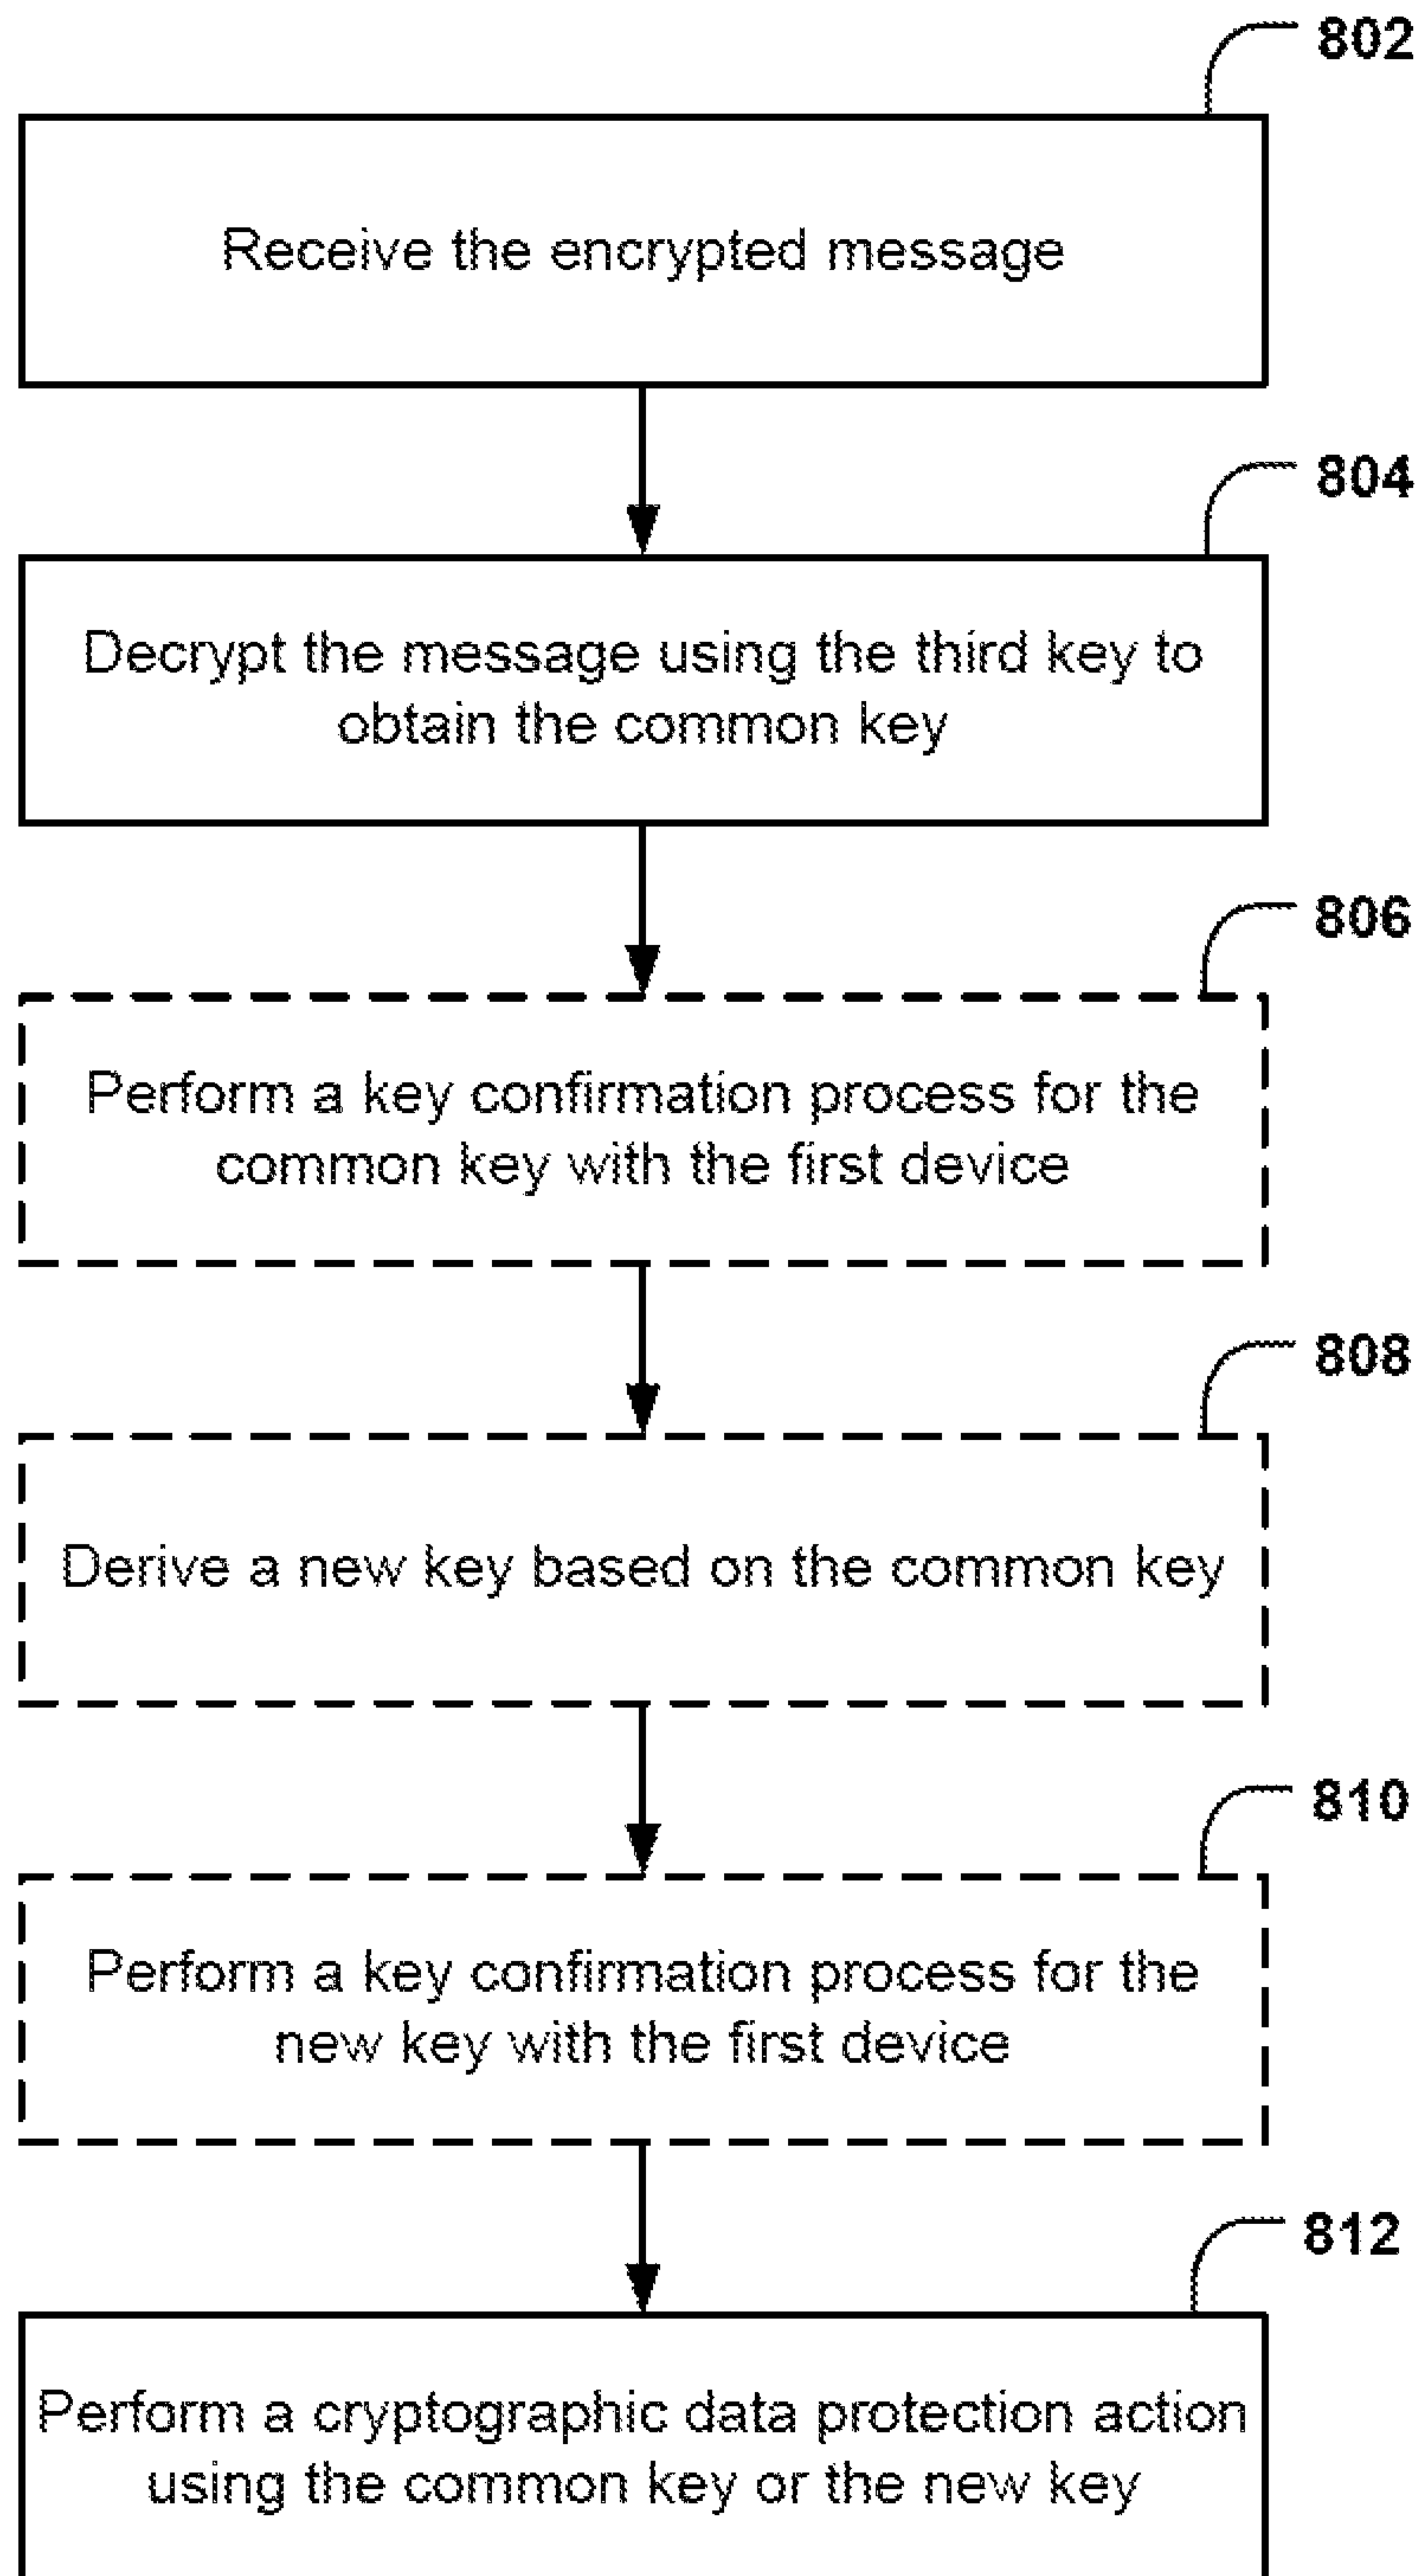 802
Receive the encrypted message
804
Decrypt the message using the third key to
obtain the common key
806
Perform a key confirmation process for the
common key with the first device
808
Derive a new key based on the common key
810
Perform a key confirmation process for the
new key with the first device
812
Perform a cryptographic data protection action
using the common key or the new key